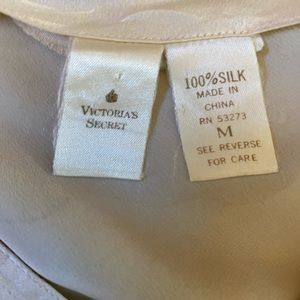 VICTORIA'S
SECRET
100% SILK
MADE IN
CHINA
RN 53273
M
SEE REVERSE
FOR CARE